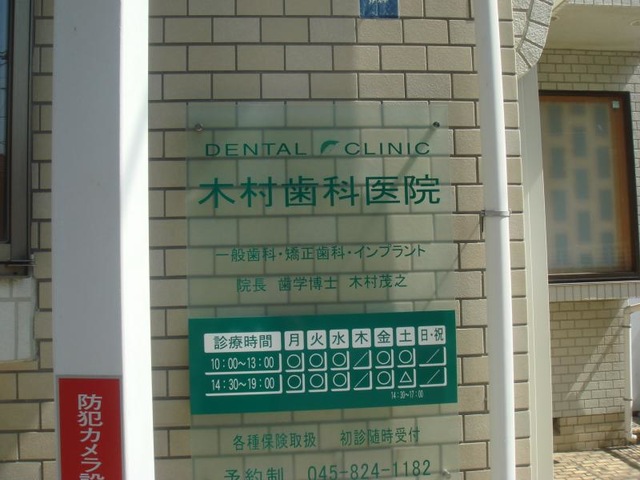 DENTAL CLINIC
木村歯科医院
一般歯科・矯正歯科・インプラント
院長 歯学博士 木村茂之
診療時間 月 火 水 木 金 土 日・祝
10：00〜13：00 ○ ○ ○ ／ ○ ○ ／
14：30〜19：00 ○ ○ ○ ／ ○ △ ／
14：30〜17：00
各種保険取扱 初診随時受付
予約制 045-824-1182
防犯カメラ設